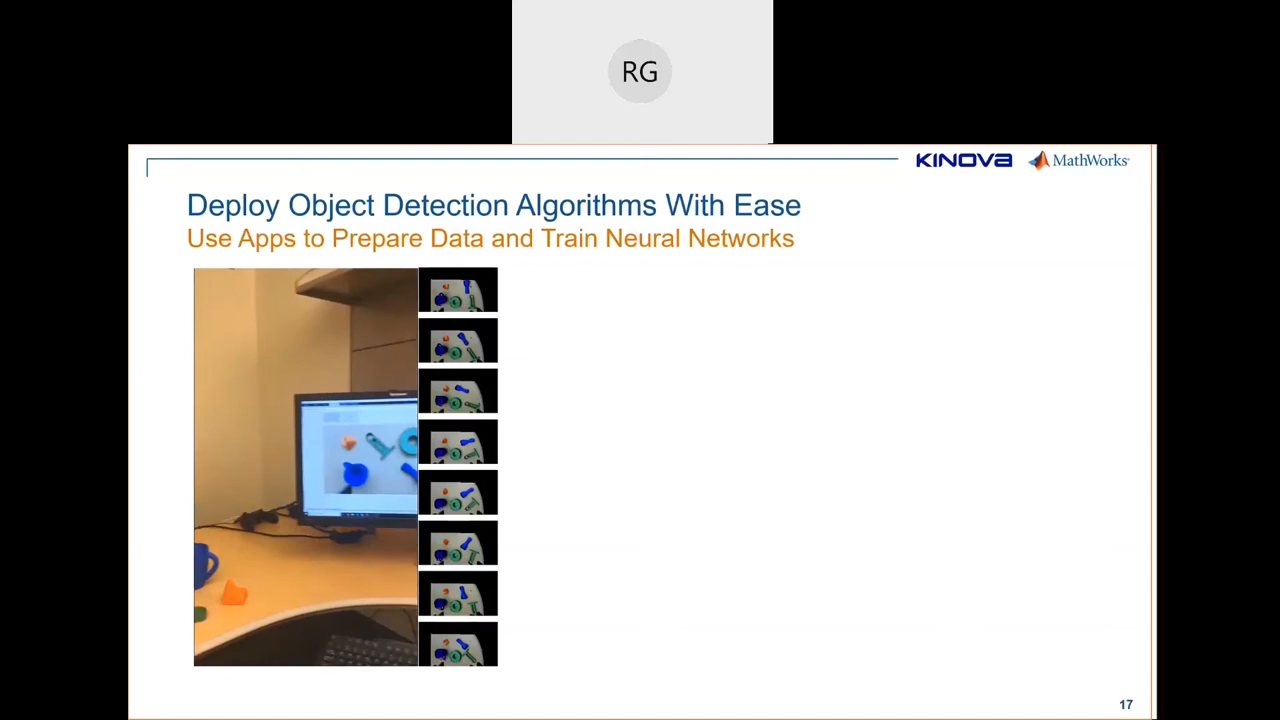 RG
KINOVA MathWorks
Deploy Object Detection Algorithms With Ease
Use Apps to Prepare Data and Train Neural Networks
17